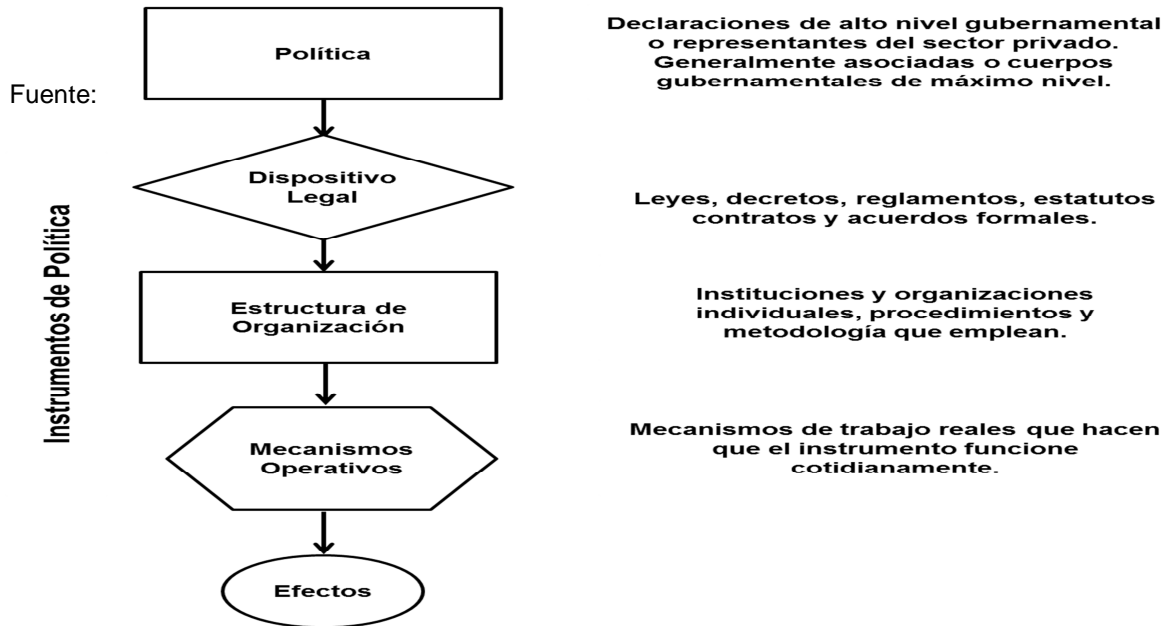 Política
Declaraciones de alto nivel gubernamental
o representantes del sector privado.
Generalmente asociadas o cuerpos
gubernamentales de máximo nivel.
Fuente:
Instrumentos de Política
Dispositivo
Legal
Leyes, decretos, reglamentos, estatutos
contratos y acuerdos formales.
Estructura de
Organización
Instituciones y organizaciones
individuales, procedimientos y
metodología que emplean.
Mecanismos
Operativos
Mecanismos de trabajo reales que hacen
que el instrumento funcione
cotidianamente.
Efectos